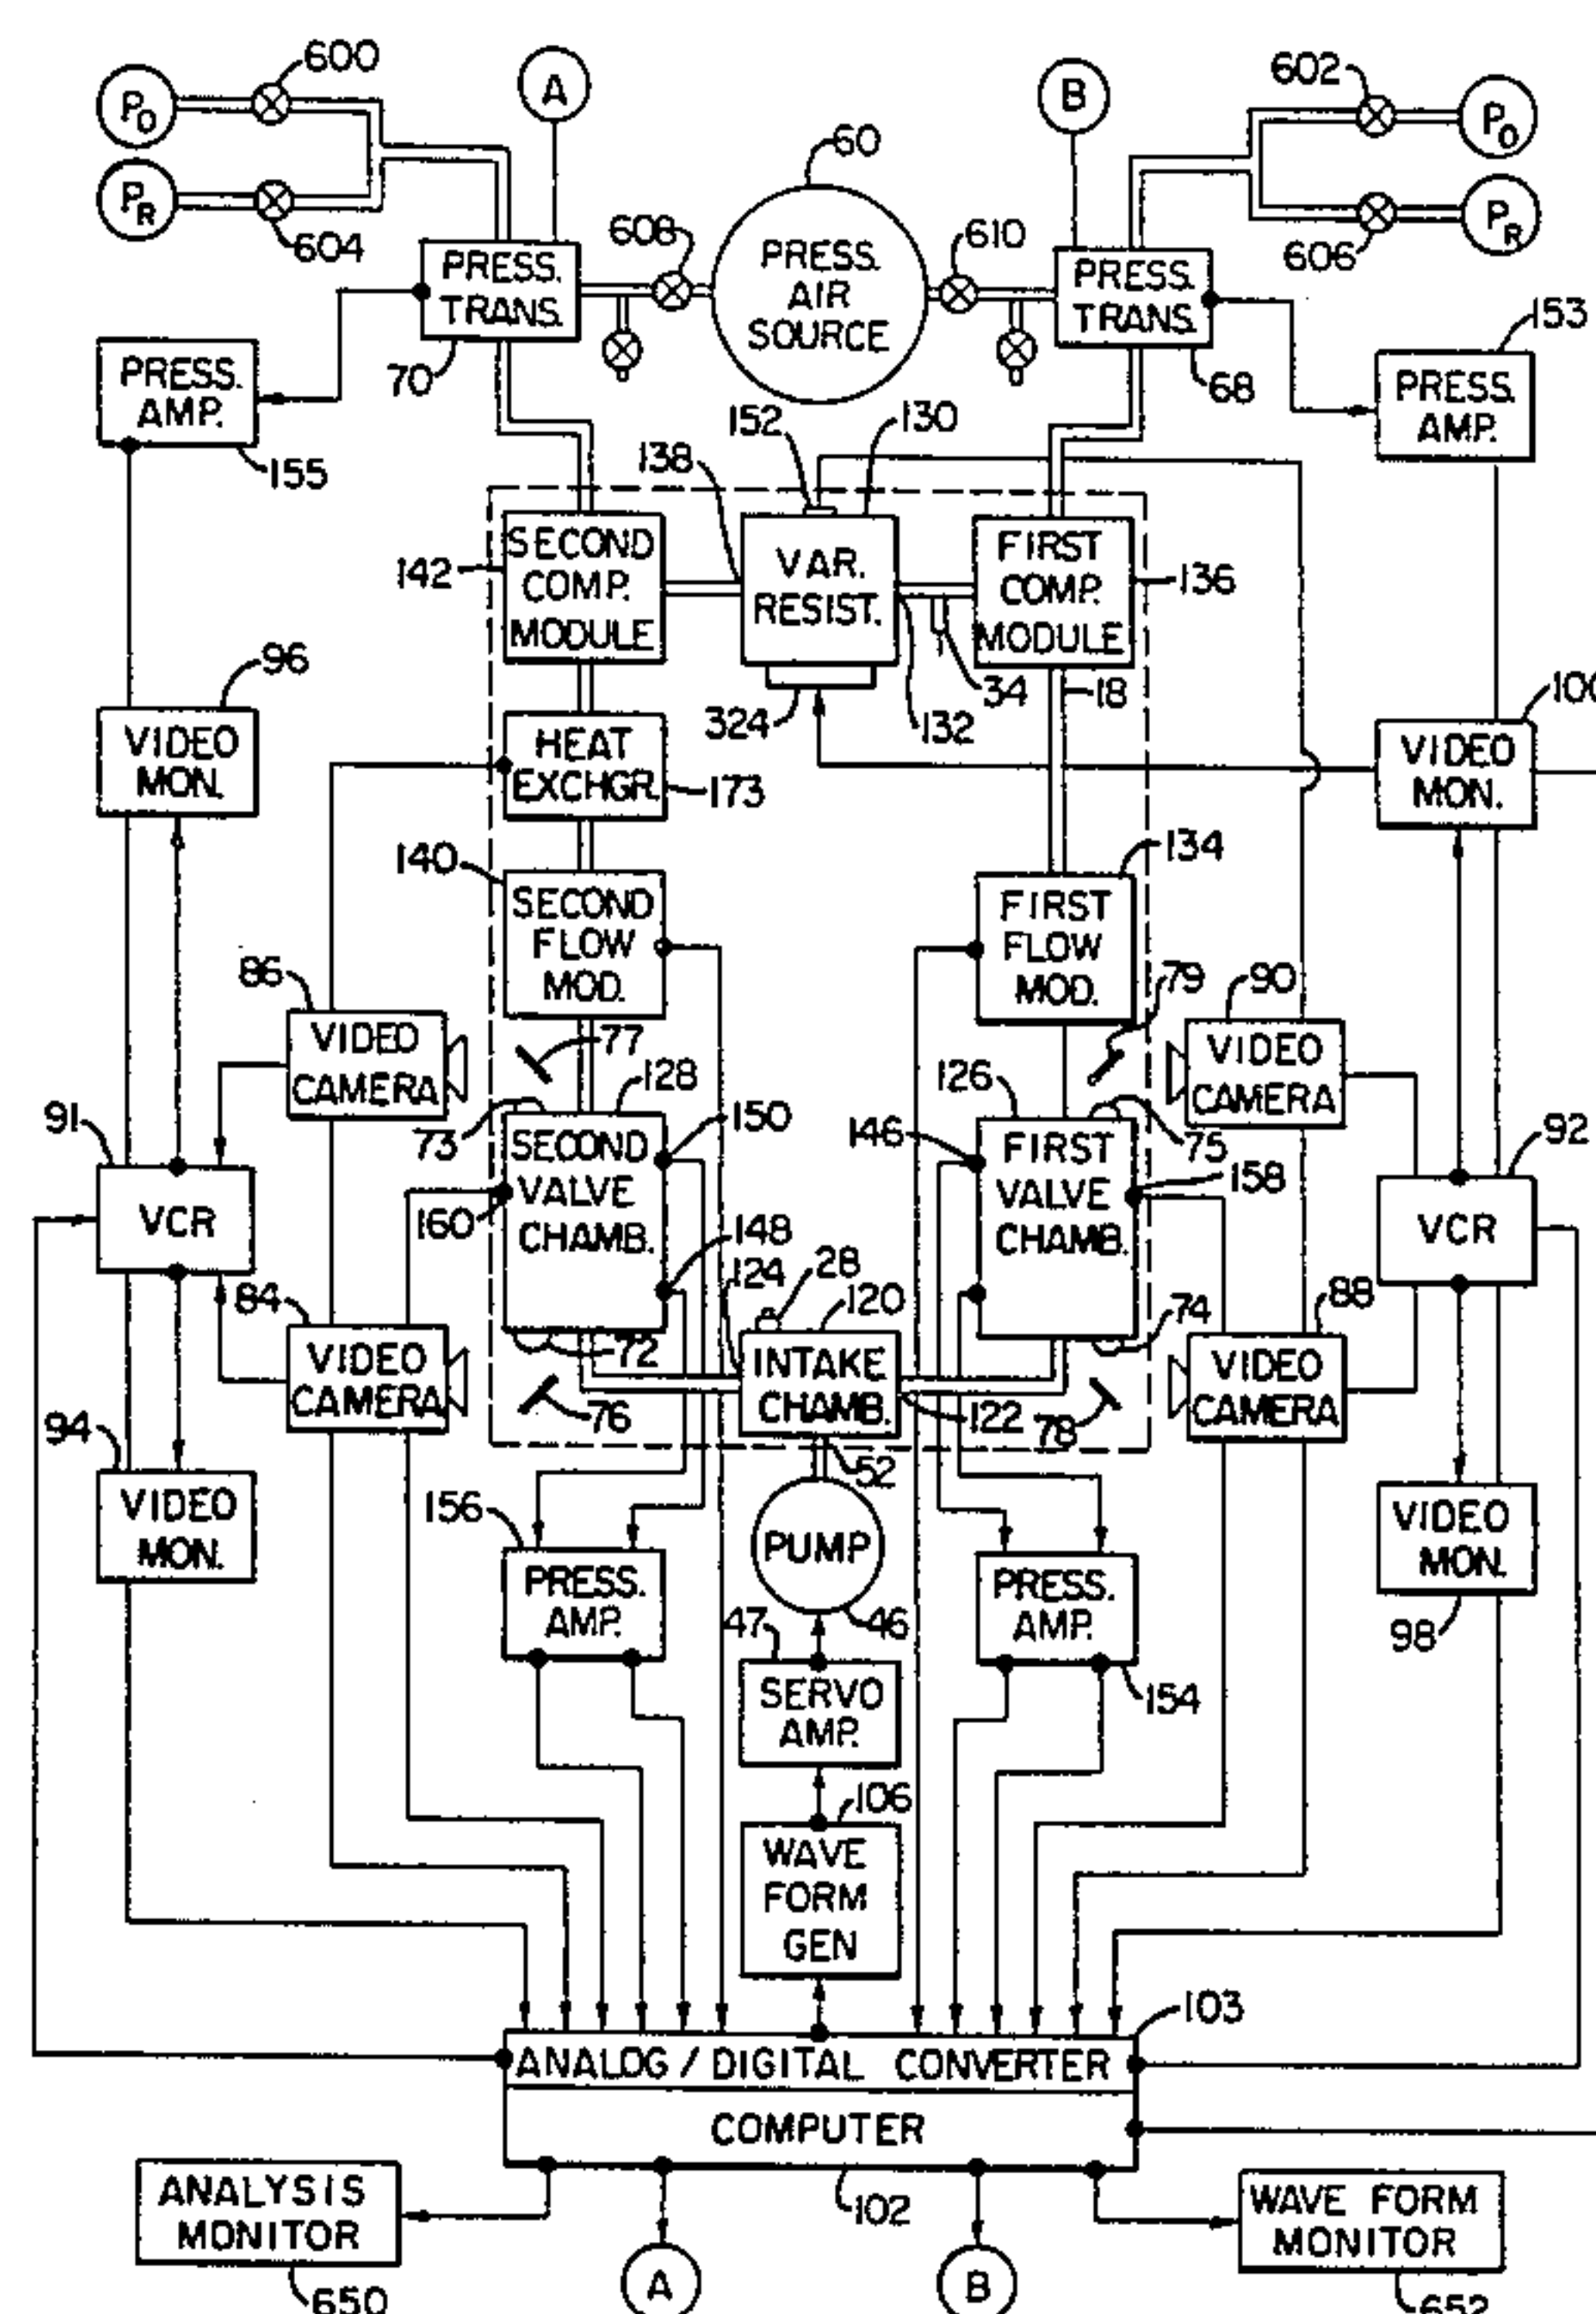 600
A
602
P0
B
P0
60
PR
PR
604
608
610
606
PRESS.
TRANS.
PRESS.
AIR
SOURCE
PRESS.
TRANS.
153
70
68
PRESS.
AMP.
PRESS.
AMP.
152
130
155
138
142
SECOND
COMP.
MODULE
VAR.
RESIST.
FIRST
COMP.
MODULE
136
96
324
132
34
18
VIDEO
MON.
HEAT
EXCHGR.
173
VIDEO
MON.
140
134
SECOND
FLOW
MOD.
FIRST
FLOW
MOD.
86
79
90
VIDEO
CAMERA
77
VIDEO
CAMERA
91
128
126
73
150
146
75
92
VCR
SECOND
VALVE
CHAMB.
FIRST
VALVE
CHAMB.
158
VCR
160
148
124
28
84
120
74
88
VIDEO
CAMERA
72
INTAKE
CHAMB.
VIDEO
CAMERA
94
76
122
78
52
VIDEO
MON.
156
PUMP
VIDEO
MON.
PRESS.
AMP.
PRESS.
AMP.
47
46
98
SERVO
AMP.
154
106
WAVE
FORM
GEN
103
ANALOG / DIGITAL CONVERTER
COMPUTER
ANALYSIS
MONITOR
102
WAVE FORM
MONITOR
650
A
B
652